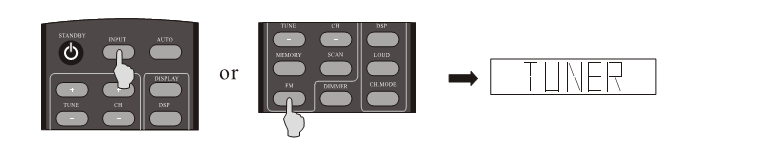 STANDBY INPUT AUTO
+ + DISPLAY
TUNE CH DSP
- -
or
TUNE CH DSP
- -
MEMORY SCAN LOUD
FM DIMMER CH.MODE
TUNER